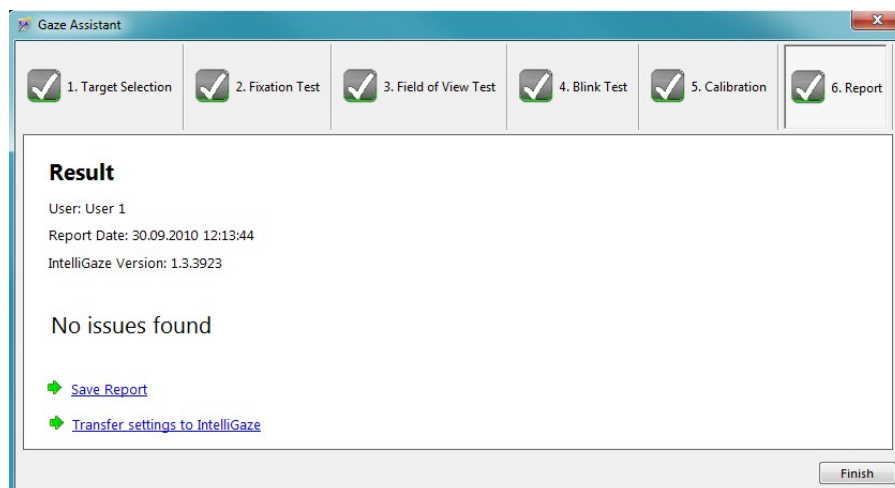 Gaze Assistant
X
1. Target Selection
2. Fixation Test
3. Field of View Test
4. Blink Test
5. Calibration
6. Report
Result
User: User 1
Report Date: 30.09.2010 12:13:44
IntelliGaze Version: 1.3.3923
No issues found
Save Report
Transfer settings to IntelliGaze
Finish